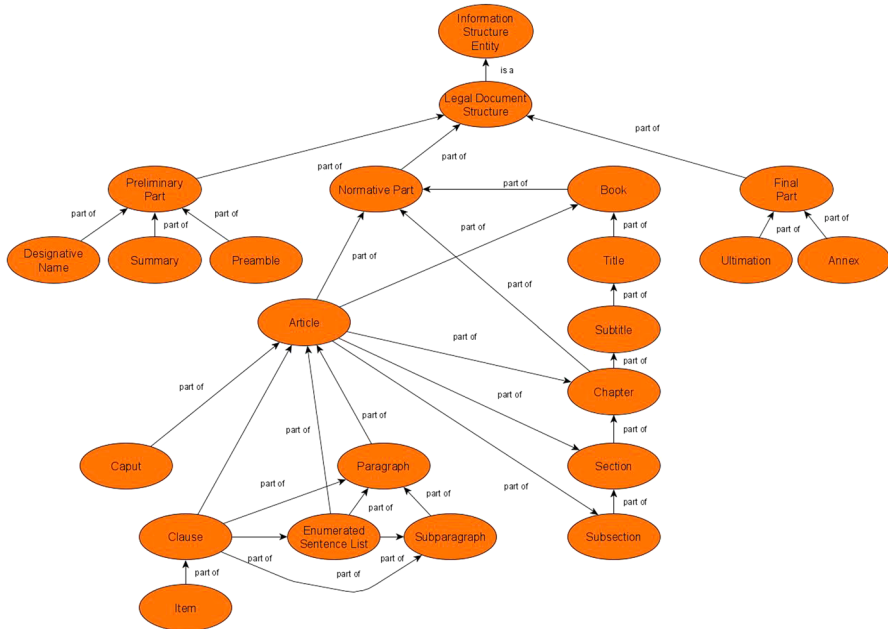 Information
Structure
Entity
is a
Legal Document
Structure
part of
part of
part of
Preliminary
Part
Normative Part
part of
Book
Final
Part
part of
part of
part of
part of
part of
part of
Designative
Name
Summary
Preamble
part of
Title
Ultimation
Annex
part of
part of
Article
Subtitle
part of
part of
part of
Chapter
part of
part of
part of
part of
Caput
Paragraph
Section
part of
part of
part of
part of
part of
Clause
Enumerated
Sentence List
Subparagraph
Subsection
part of
part of
part of
part of
Item